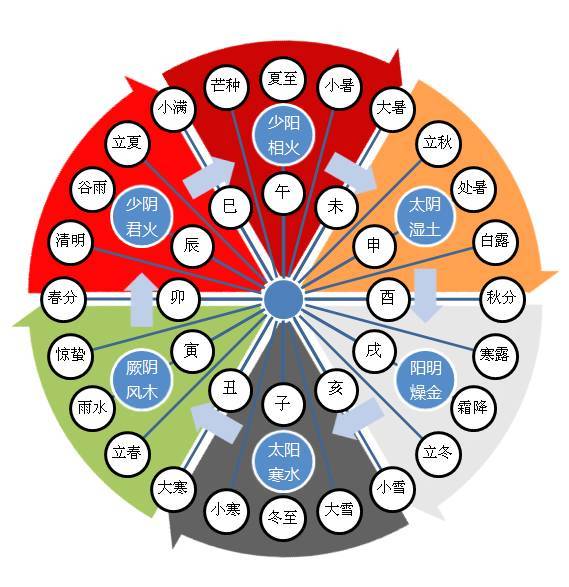 夏至
芒种
小暑
小满
大暑
少阳
相火
立夏
立秋
谷雨
处暑
午
少阴
君火
巳
未
太阴
湿土
清明
辰
申
白露
春分
卯
酉
秋分
惊蛰
寅
戌
寒露
厥阴
风木
丑
亥
阳明
燥金
雨水
子
霜降
立春
立冬
太阳
寒水
大寒
小雪
小寒
大雪
冬至